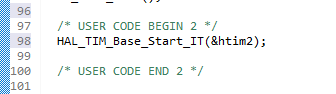 96
97 /* USER CODE BEGIN 2 */
98 HAL_TIM_Base_Start_IT(&htim2);
99
100 /* USER CODE END 2 */
101